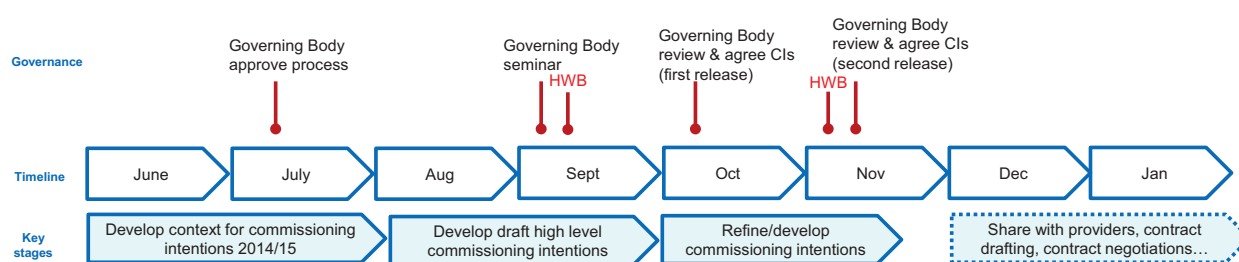 Governance
Governing Body
approve process
Governing Body
seminar
HWB
Governing Body
review & agree CIs
(first release)
HWB
Governing Body
review & agree CIs
(second release)
Timeline
June
July
Aug
Sept
Oct
Nov
Dec
Jan
Key
stages
Develop context for commissioning
intentions 2014/15
Develop draft high level
commissioning intentions
Refine/develop
commissioning intentions
Share with providers, contract
drafting, contract negotiations…